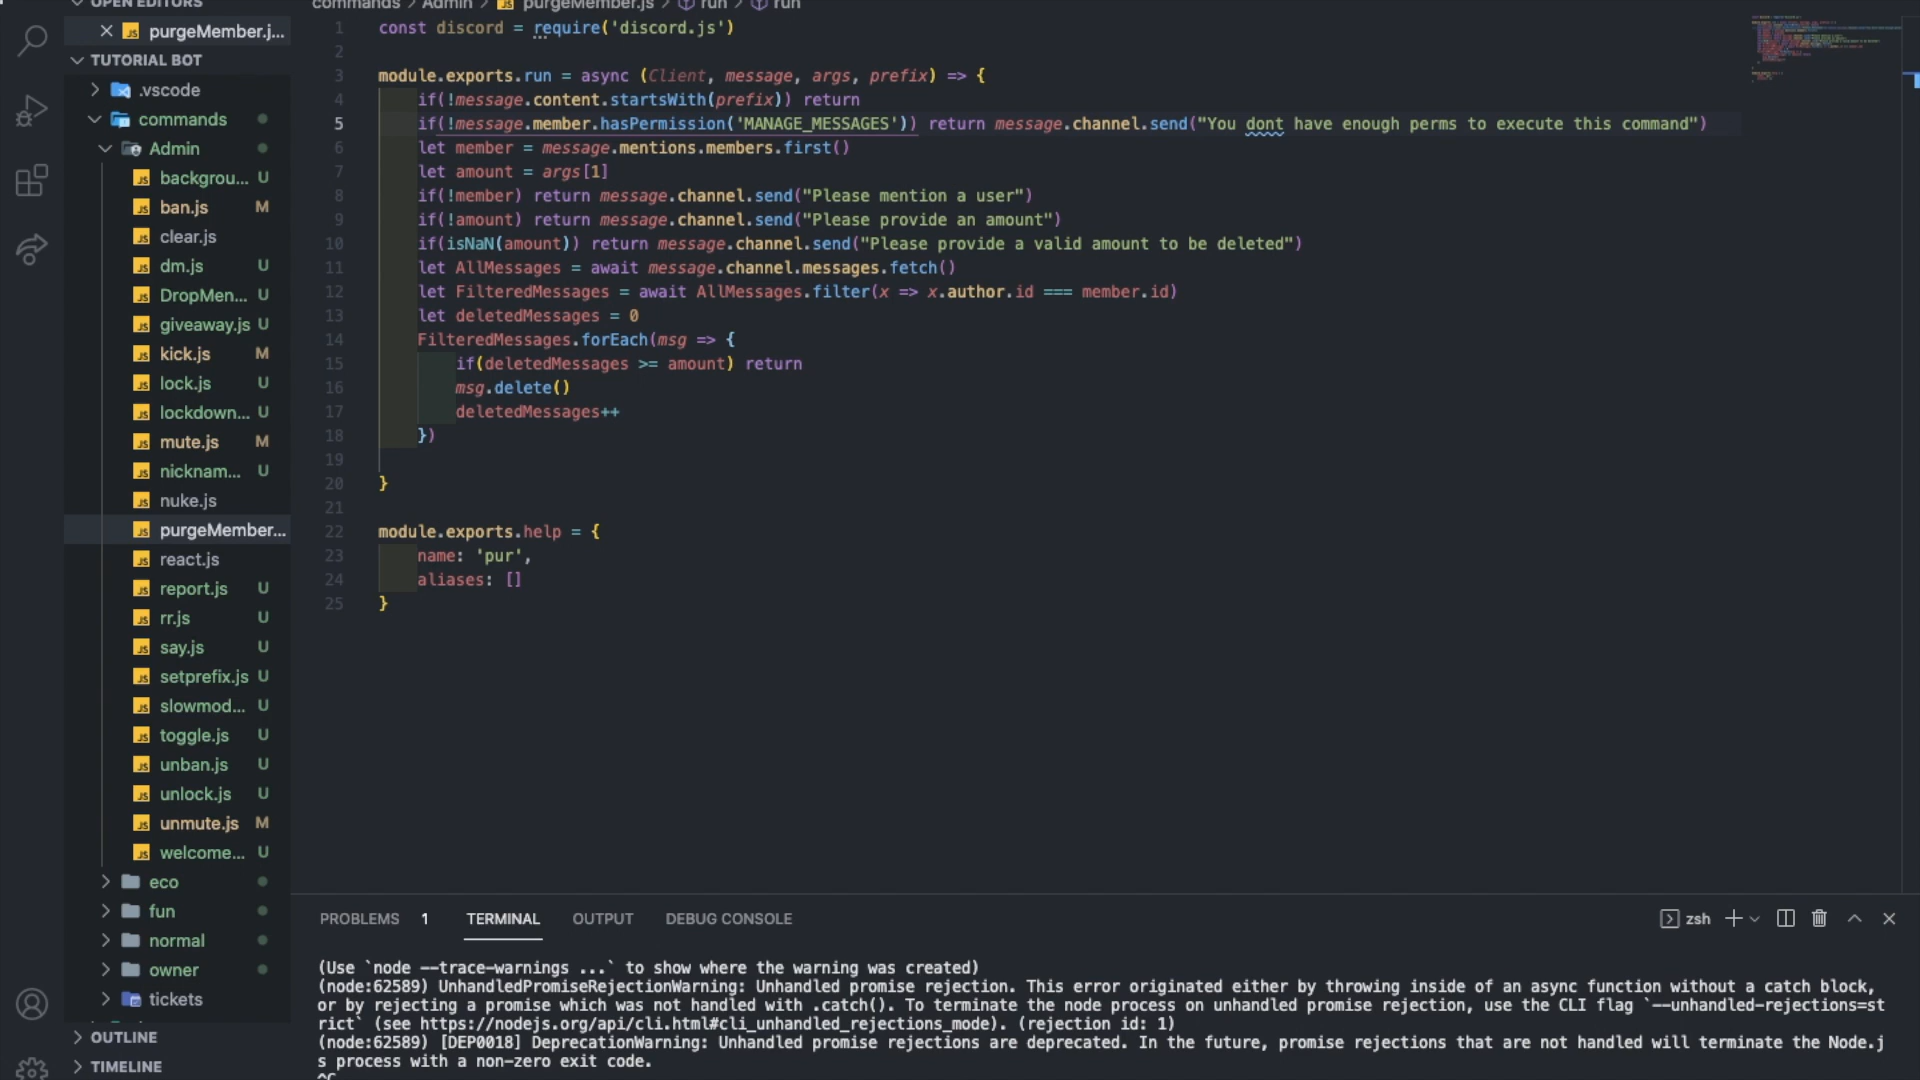 OPEN EDITORS
purgeMember.j...
TUTORIAL BOT
.vscode
commands
Admin
backgrou... U
ban.js M
clear.js
dm.js U
DropMen... U
giveaway.js U
kick.js M
lock.js U
lockdown... U
mute.js M
nicknam... U
nuke.js
purgeMember...
react.js
report.js U
rr.js U
say.js U
setprefix.js U
slowmod... U
toggle.js U
unban.js U
unlock.js U
unmute.js M
welcome... U
eco
fun
normal
owner
tickets
OUTLINE
TIMELINE
commands > Admin > purgeMember.js > run > run
1 const discord = require('discord.js')
2
3 module.exports.run = async (Client, message, args, prefix) => {
4 if(!message.content.startsWith(prefix)) return
5 if(!message.member.hasPermission('MANAGE_MESSAGES')) return message.channel.send("You dont have enough perms to execute this command")
6 let member = message.mentions.members.first()
7 let amount = args[1]
8 if(!member) return message.channel.send("Please mention a user")
9 if(!amount) return message.channel.send("Please provide an amount")
10 if(isNaN(amount)) return message.channel.send("Please provide a valid amount to be deleted")
11 let AllMessages = await message.channel.messages.fetch()
12 let FilteredMessages = await AllMessages.filter(x => x.author.id === member.id)
13 let deletedMessages = 0
14 FilteredMessages.forEach(msg => {
15 if(deletedMessages >= amount) return
16 msg.delete()
17 deletedMessages++
18 })
19
20 }
21
22 module.exports.help = {
23 name: 'pur',
24 aliases: []
25 }
PROBLEMS 1 TERMINAL OUTPUT DEBUG CONSOLE zsh
(Use `node --trace-warnings ...` to show where the warning was created)
(node:62589) UnhandledPromiseRejectionWarning: Unhandled promise rejection. This error originated either by throwing inside of an async function without a catch block,
or by rejecting a promise which was not handled with .catch(). To terminate the node process on unhandled promise rejection, use the CLI flag `--unhandled-rejections=st
rict` (see https://nodejs.org/api/cli.html#cli_unhandled_rejections_mode). (rejection id: 1)
(node:62589) [DEP0018] DeprecationWarning: Unhandled promise rejections are deprecated. In the future, promise rejections that are not handled will terminate the Node.j
s process with a non-zero exit code.
^C